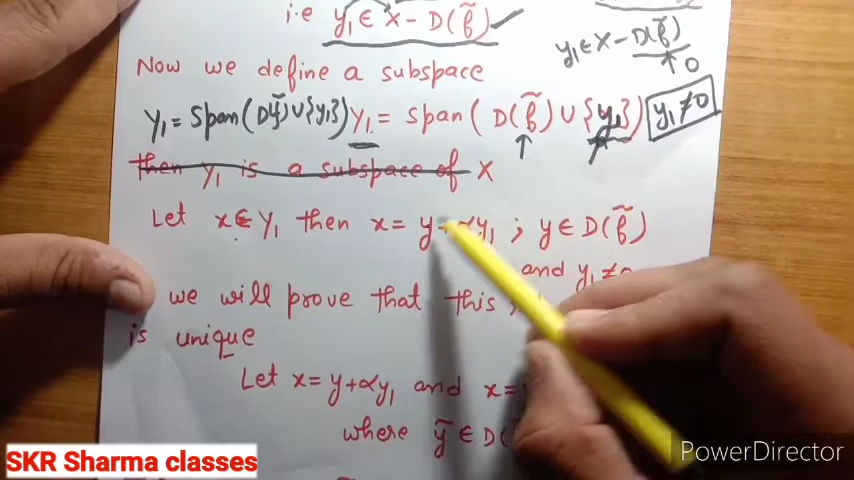 i.e y₁ ∈ X - D(f̃)
y₁ ∈ X - D(f̃)
0
Now we define a subspace
Y₁ = Span(D(f̃) ∪ {y₁}) Y₁ = Span( D(f̃) ∪ {y₁}) y₁ ≠ 0
then Y₁ is a subspace of X
Let x ∈ Y₁ then x = y + αy₁ ; y ∈ D(f̃)
and y₁ ≠ 0
we will prove that this
is unique
Let x = y + αy₁ and x =
where ỹ ∈ D(
SKR Sharma classes
PowerDirector